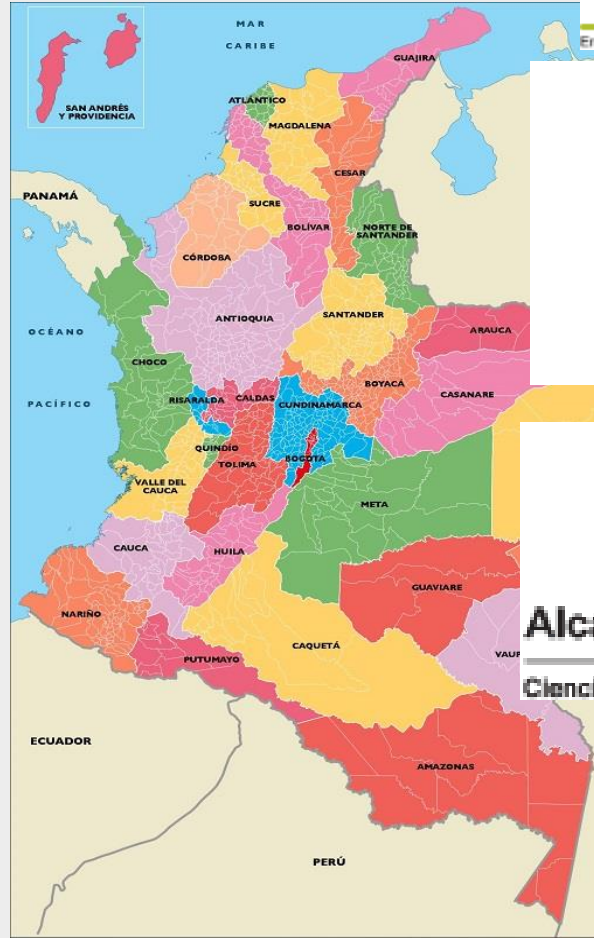 MAR
CARIBE
GUAJIRA
SAN ANDRÉS
Y PROVIDENCIA
ATLÁNTICO
MAGDALENA
CESAR
PANAMÁ
SUCRE
BOLÍVAR
NORTE DE
SANTANDER
CÓRDOBA
ANTIOQUIA
SANTANDER
OCÉANO
ARAUCA
CHOCO
BOYACÁ
CASANARE
PACÍFICO
RISARALDA
CALDAS
CUNDINAMARCA
QUINDÍO
BOGOTÁ
TOLIMA
VALLE DEL
CAUCA
META
CAUCA
HUILA
GUAVIARE
NARIÑO
CAQUETÁ
PUTUMAYO
ECUADOR
AMAZONAS
PERÚ